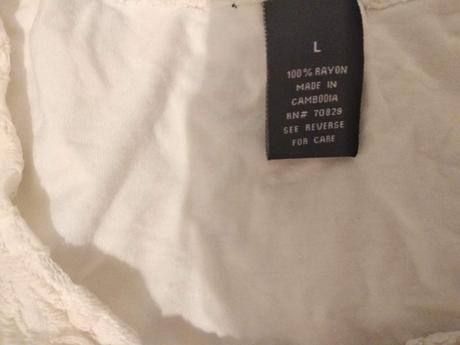 L
100% RAYON
MADE IN
CAMBODIA
RN# 70829
SEE REVERSE
FOR CARE